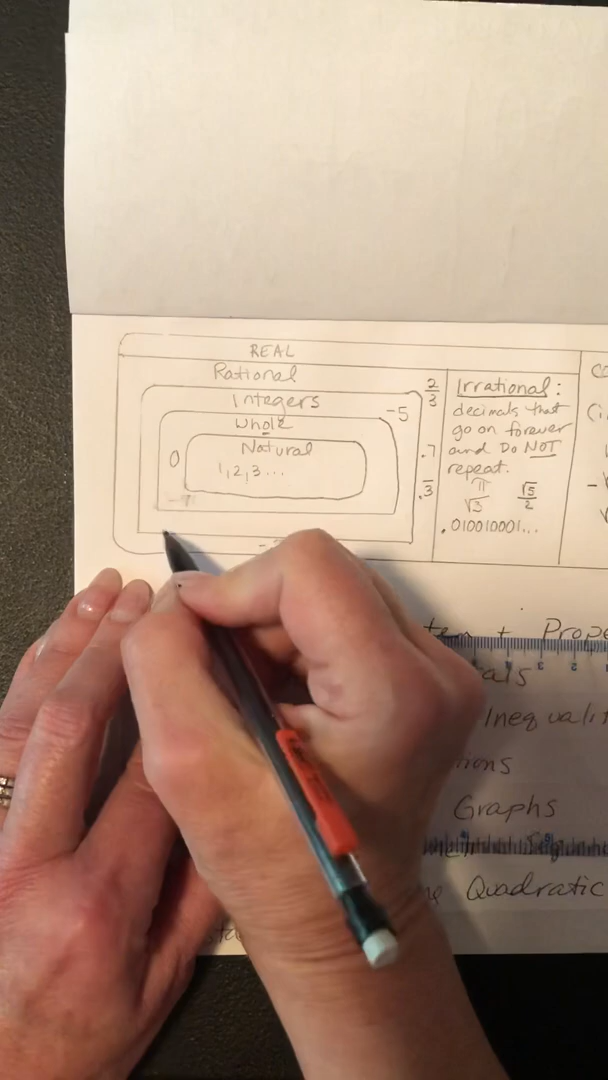 REAL
Rational
Integers
Whole
Natural
1, 2, 3 ...
0
-5
2/3
.7
.3̅
Irrational:
decimals that
go on forever
and Do NOT
repeat.
π
√3
√5/2
.010010001...
+ Prope
als
Inequalit
ions
Graphs
Quadratic